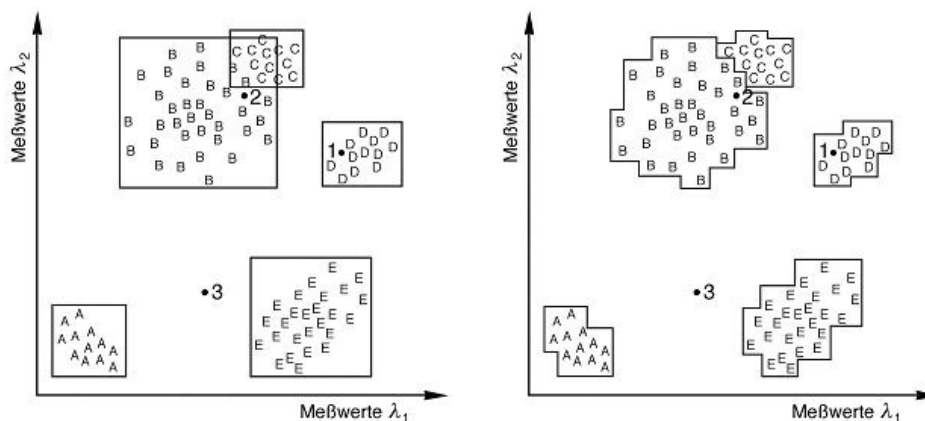 Meßwerte λ₂
B B C C C C C
B B B C C C C
B B B C C C
B B B B B 2
B B B B B B B
B B B B B B B
B B B B B
B B B B
B
D D
1 D D D D
D D D D
D D
3
A A
A A A
A A A A A
A
E E
E E E E E
E E E E E E
E E E E E E
E E E E E
E E E
Meßwerte λ₁
Meßwerte λ₂
B B C C C C C
B B B C C C C
B B B C C C
B B B B B 2
B B B B B B B
B B B B B B B
B B B B B
B B B B
B
D D
1 D D D D
D D D D
D D
3
A A
A A A
A A A A A
A
E E
E E E E E
E E E E E E
E E E E E E
E E E E E
E E E
Meßwerte λ₁